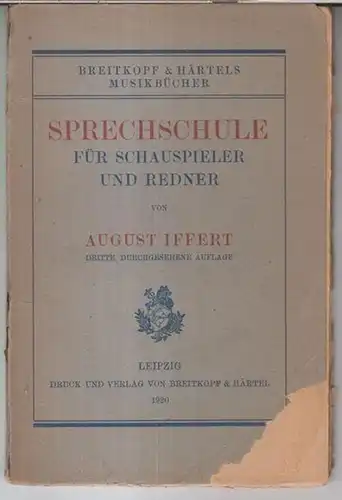 BREITKOPF & HÄRTELS
MUSIKBÜCHER
SPRECHSCHULE
FÜR SCHAUSPIELER
UND REDNER
VON
AUGUST IFFERT
DRITTE, DURCHGESEHENE AUFLAGE
LEIPZIG
DRUCK UND VERLAG VON BREITKOPF & HÄRTEL
1920